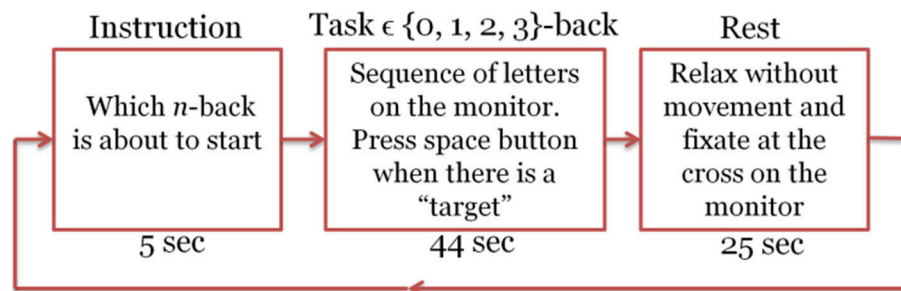 Instruction
Task ϵ {0, 1, 2, 3}-back
Rest
Which n-back
is about to start
Sequence of letters
on the monitor.
Press space button
when there is a
“target”
Relax without
movement and
fixate at the
cross on the
monitor
5 sec
44 sec
25 sec